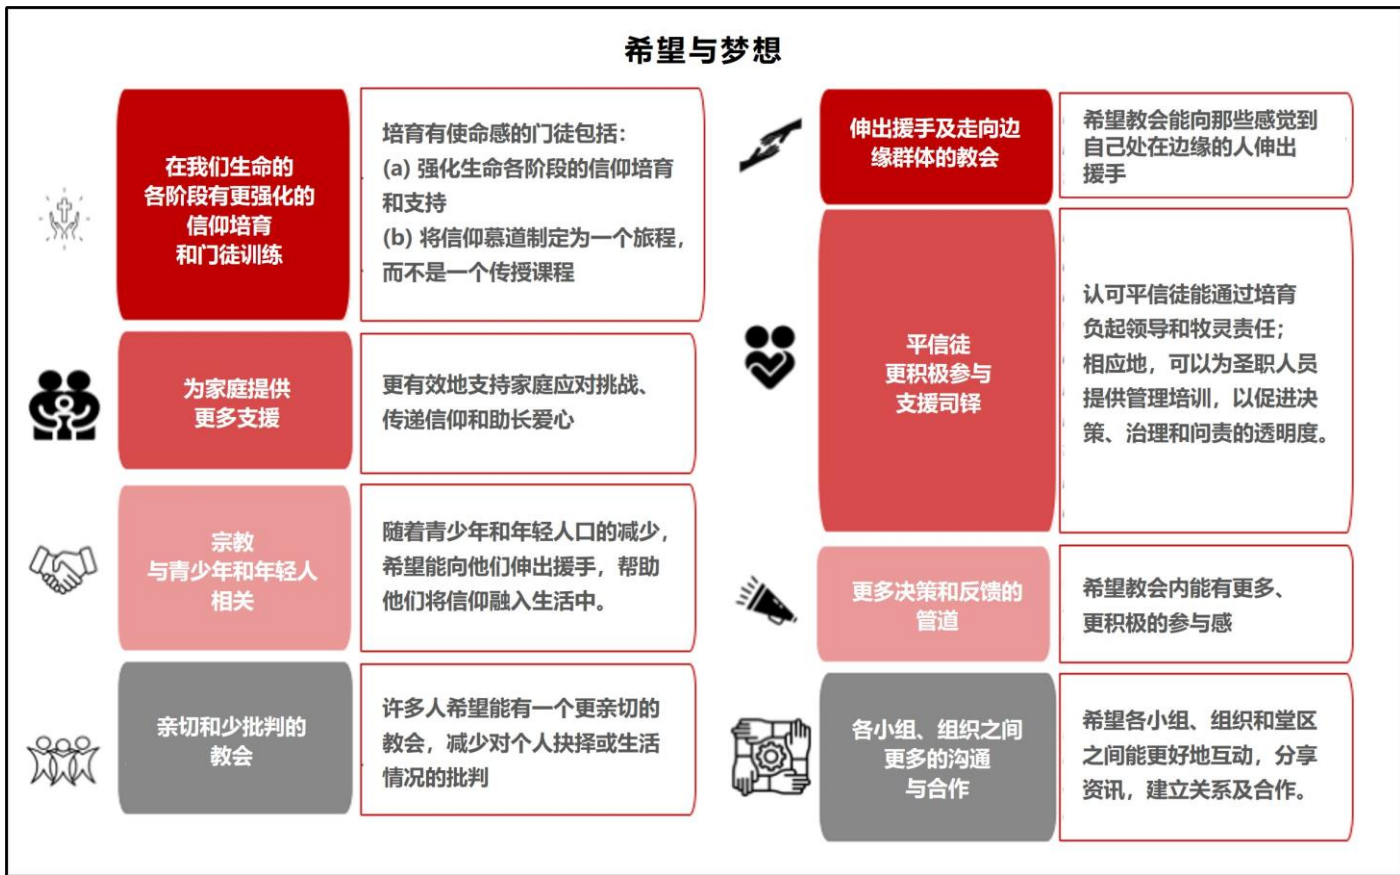 希望与梦想
在我们生命的
各阶段有更强化的
信仰培育
和门徒训练
培育有使命感的门徒包括：
(a) 强化生命各阶段的信仰培育
和支持
(b) 将信仰慕道制定为一个旅程，
而不是一个传授课程
为家庭提供
更多支援
更有效地支持家庭应对挑战、
传递信仰和助长爱心
宗教
与青少年和年轻人
相关
随着青少年和年轻人口的减少，
希望能向他们伸出援手，帮助
他们将信仰融入生活中。
亲切和少批判的
教会
许多人希望能有一个更亲切的
教会，减少对个人抉择或生活
情况的批判
伸出援手及走向边
缘群体的教会
希望教会能向那些感觉到
自己处在边缘的人伸出
援手
平信徒
更积极参与
支援司铎
认可平信徒能通过培育
负起领导和牧灵责任；
相应地，可以为圣职人员
提供管理培训，以促进决
策、治理和问责的透明度。
更多决策和反馈的
管道
希望教会内能有更多、
更积极的参与感
各小组、组织之间
更多的沟通
与合作
希望各小组、组织和堂区
之间能更好地互动，分享
资讯，建立关系及合作。